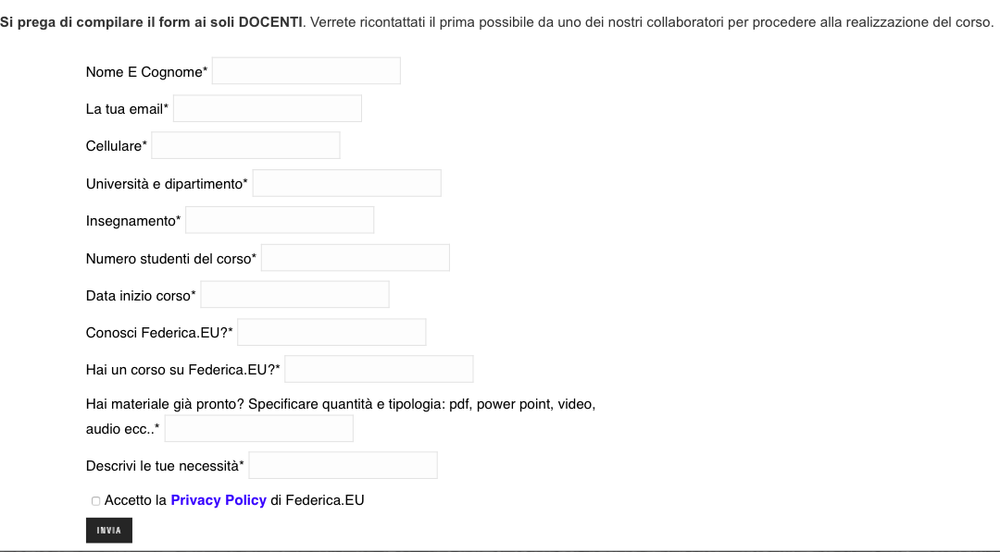 Si prega di compilare il form ai soli DOCENTI. Verrete ricontattati il prima possibile da uno dei nostri collaboratori per procedere alla realizzazione del corso.
Nome E Cognome*
La tua email*
Cellulare*
Università e dipartimento*
Insegnamento*
Numero studenti del corso*
Data inizio corso*
Conosci Federica.EU?*
Hai un corso su Federica.EU?*
Hai materiale già pronto? Specificare quantità e tipologia: pdf, power point, video,
audio ecc..*
Descrivi le tue necessità*
Accetto la Privacy Policy di Federica.EU
INVIA